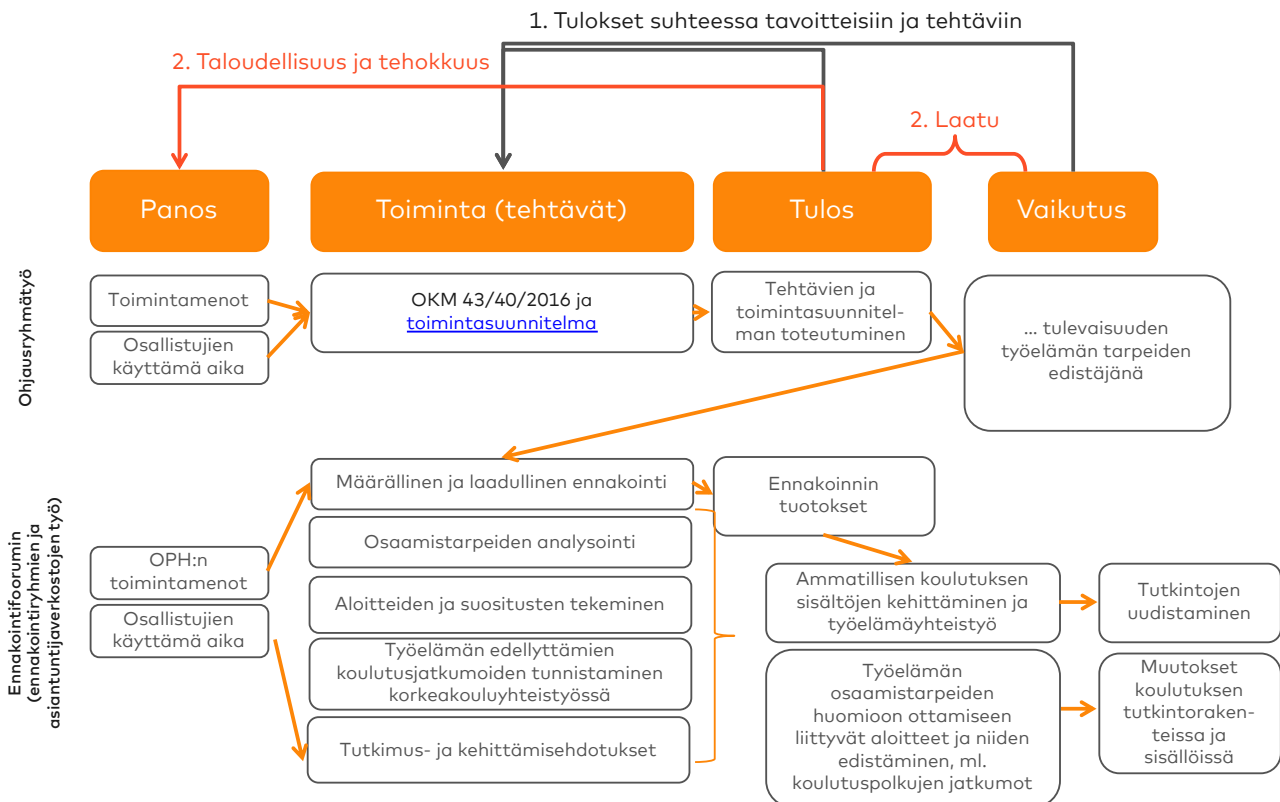 1. Tulokset suhteessa tavoitteisiin ja tehtäviin
2. Taloudellisuus ja tehokkuus
2. Laatu
Panos
Toiminta (tehtävät)
Tulos
Vaikutus
Ohjausryhmätyö
Toimintamenot
Osallistujien
käyttämä aika
OKM 43/40/2016 ja
toimintasuunnitelma
Tehtävien ja
toimintasuunnitel-
man toteutuminen
... tulevaisuuden
työelämän tarpeiden
edistäjänä
Ennakointifoorumin
(ennakointiryhmien ja
asiantuntijaverkostojen työ)
OPH:n
toimintamenot
Osallistujien
käyttämä aika
Määrällinen ja laadullinen ennakointi
Osaamistarpeiden analysointi
Aloitteiden ja suositusten tekeminen
Työelämän edellyttämien
koulutusjatkumoiden tunnistaminen
korkeakouluyhteistyössä
Tutkimus- ja kehittämisehdotukset
Ennakoinnin
tuotokset
Ammatillisen koulutuksen
sisältöjen kehittäminen ja
työelämäyhteistyö
Tutkintojen
uudistaminen
Työelämän
osaamistarpeiden
huomioon ottamiseen
liittyvät aloitteet ja niiden
edistäminen, ml.
koulutuspolkujen jatkumot
Muutokset
koulutuksen
tutkintoraken-
teissa ja
sisällöissä